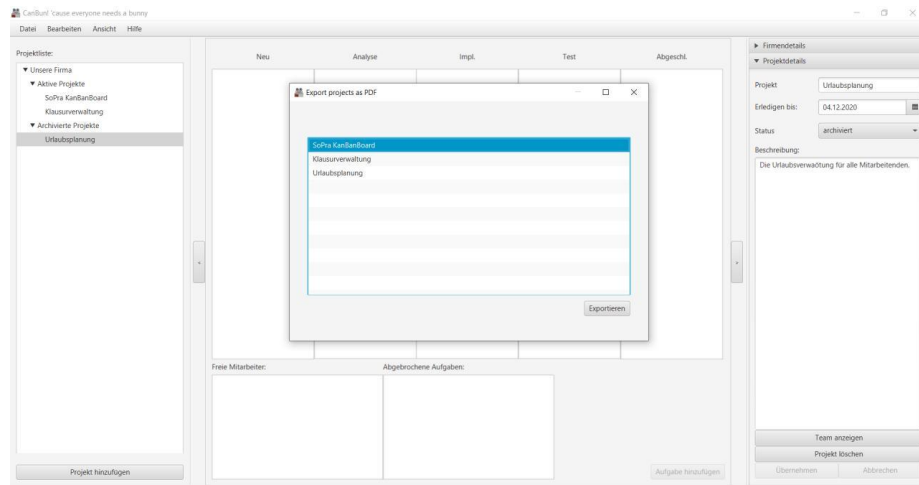 CanBun! 'cause everyone needs a bunny
Datei Bearbeiten Ansicht Hilfe
Projektliste:
Unsere Firma
Aktive Projekte
SoPra KanBanBoard
Klausurverwaltung
Archivierte Projekte
Urlaubsplanung
Projekt hinzufügen
Neu Analyse Impl. Test Abgeschl.
Export projects as PDF
SoPra KanBanBoard
Klausurverwaltung
Urlaubsplanung
Exportieren
Freie Mitarbeiter: Abgebrochene Aufgaben:
Aufgabe hinzufügen
Firmendetails
Projektdetails
Projekt Urlaubsplanung
Erledigen bis: 04.12.2020
Status archiviert
Beschreibung:
Die Urlaubsverwaötung für alle Mitarbeitenden.
Team anzeigen
Projekt löschen
Übernehmen Abbrechen